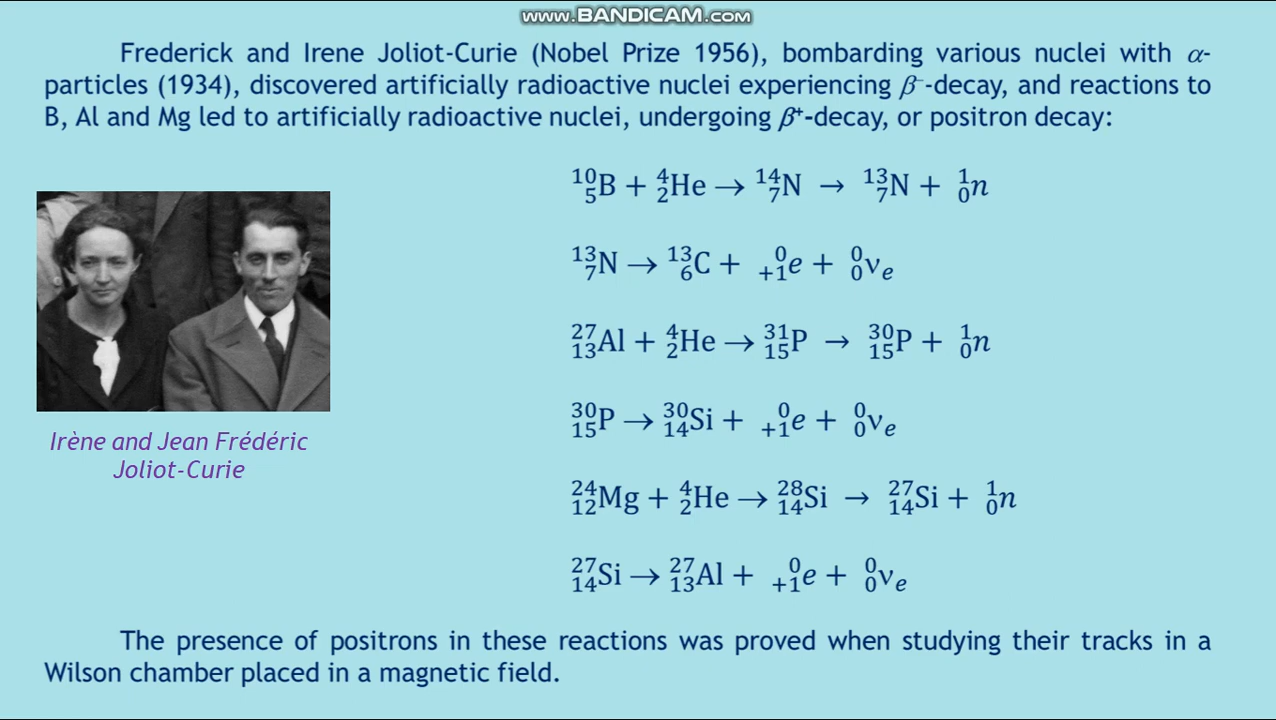 www.BANDICAM.com
Frederick and Irene Joliot-Curie (Nobel Prize 1956), bombarding various nuclei with α-
particles (1934), discovered artificially radioactive nuclei experiencing β⁻-decay, and reactions to
B, Al and Mg led to artificially radioactive nuclei, undergoing β⁺-decay, or positron decay:
¹⁰₅B + ⁴₂He → ¹⁴₇N → ¹³₇N + ¹₀n
¹³₇N → ¹³₆C + ⁰₊₁e + ⁰₀νₑ
²⁷₁₃Al + ⁴₂He → ³¹₁₅P → ³⁰₁₅P + ¹₀n
³⁰₁₅P → ³⁰₁₄Si + ⁰₊₁e + ⁰₀νₑ
Irène and Jean Frédéric
Joliot-Curie
²⁴₁₂Mg + ⁴₂He → ²⁸₁₄Si → ²⁷₁₄Si + ¹₀n
²⁷₁₄Si → ²⁷₁₃Al + ⁰₊₁e + ⁰₀νₑ
The presence of positrons in these reactions was proved when studying their tracks in a
Wilson chamber placed in a magnetic field.